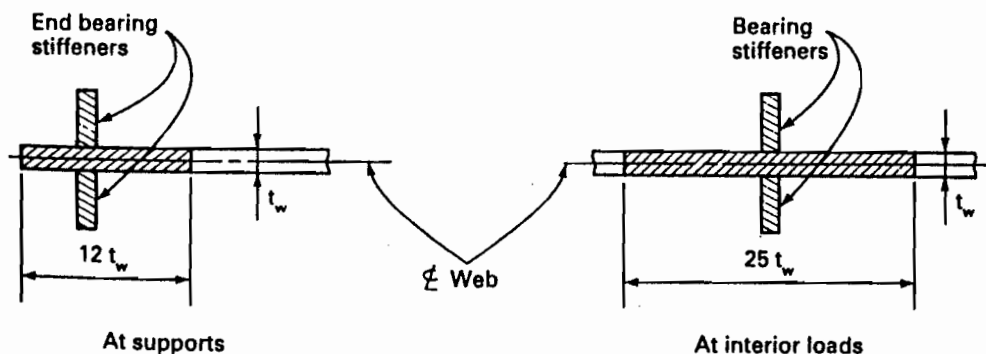 End bearing
stiffeners
Bearing
stiffeners
t_w
t_w
12 t_w
℄ Web
25 t_w
At supports
At interior loads